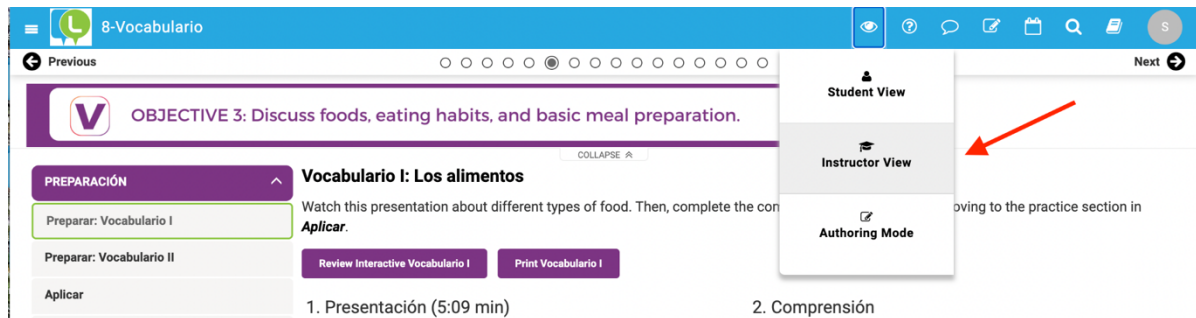 L
8-Vocabulario
S
Previous
Next
Student View
Instructor View
Authoring Mode
V
OBJECTIVE 3: Discuss foods, eating habits, and basic meal preparation.
COLLAPSE
PREPARACIÓN
Preparar: Vocabulario I
Preparar: Vocabulario II
Aplicar
Vocabulario I: Los alimentos
Watch this presentation about different types of food. Then, complete the con oving to the practice section in
Aplicar.
Review Interactive Vocabulario I
Print Vocabulario I
1. Presentación (5:09 min)
2. Comprensión